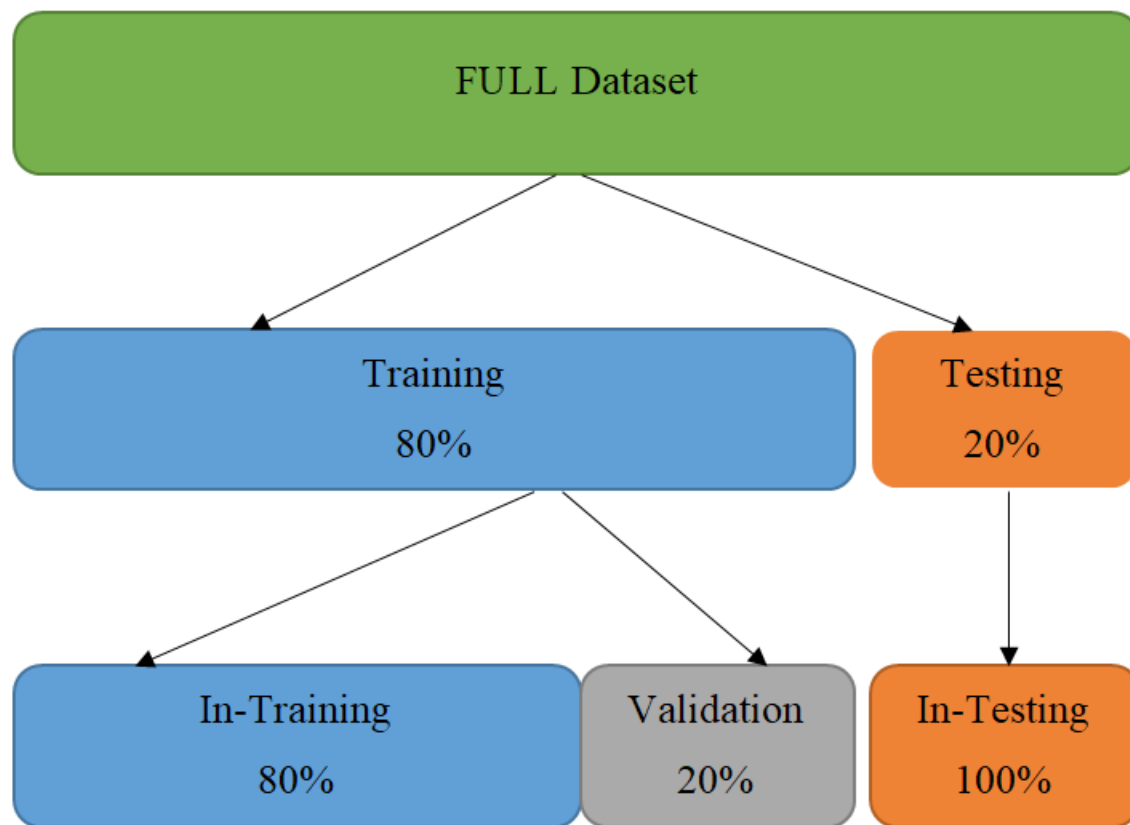 FULL Dataset
Training
80%
Testing
20%
In-Training
80%
Validation
20%
In-Testing
100%